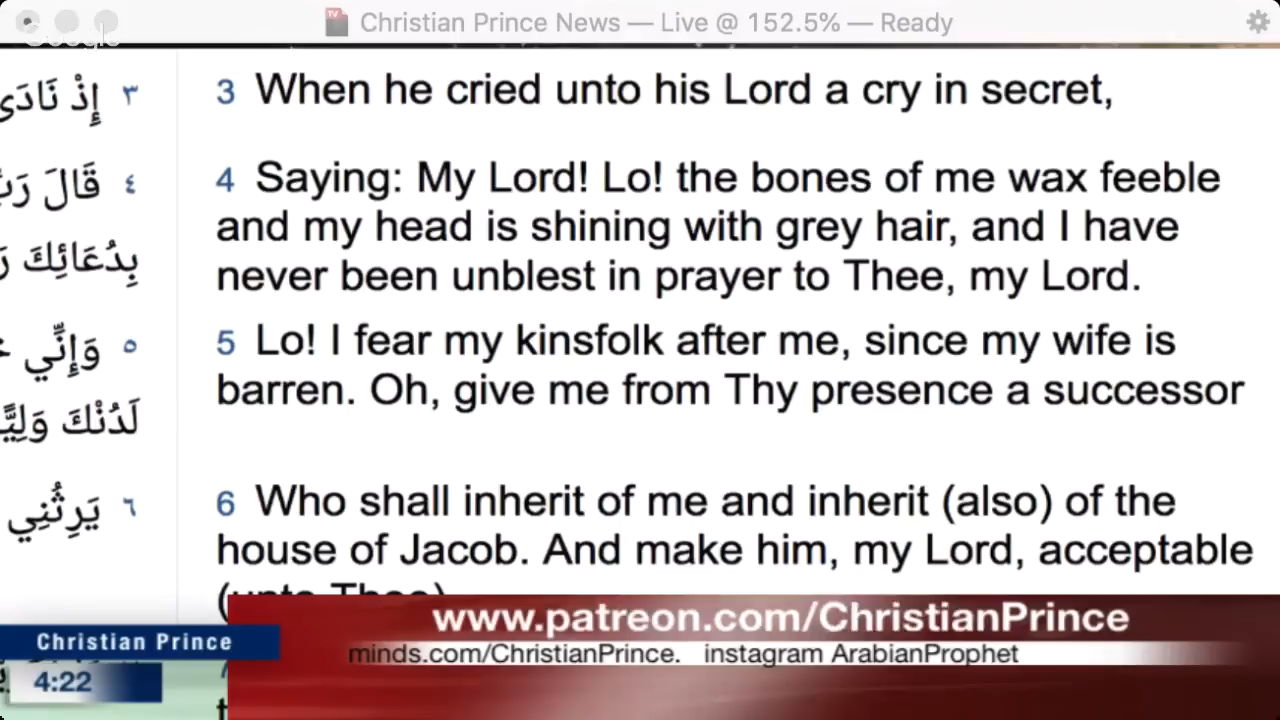 Christian Prince News — Live @ 152.5% — Ready
Google
٣ إِذْ نَادَى
3 When he cried unto his Lord a cry in secret,
٤ قَالَ
4 Saying: My Lord! Lo! the bones of me wax feeble
and my head is shining with grey hair, and I have
بِدُعَائِكَ
never been unblest in prayer to Thee, my Lord.
٥ وَإِنِّي
5 Lo! I fear my kinsfolk after me, since my wife is
barren. Oh, give me from Thy presence a successor
لَدُنْكَ وَلِيًّا
٦ يَرِثُنِي
6 Who shall inherit of me and inherit (also) of the
house of Jacob. And make him, my Lord, acceptable
(unto Thee)
www.patreon.com/ChristianPrince
Christian Prince
minds.com/ChristianPrince. instagram ArabianProphet
4:22